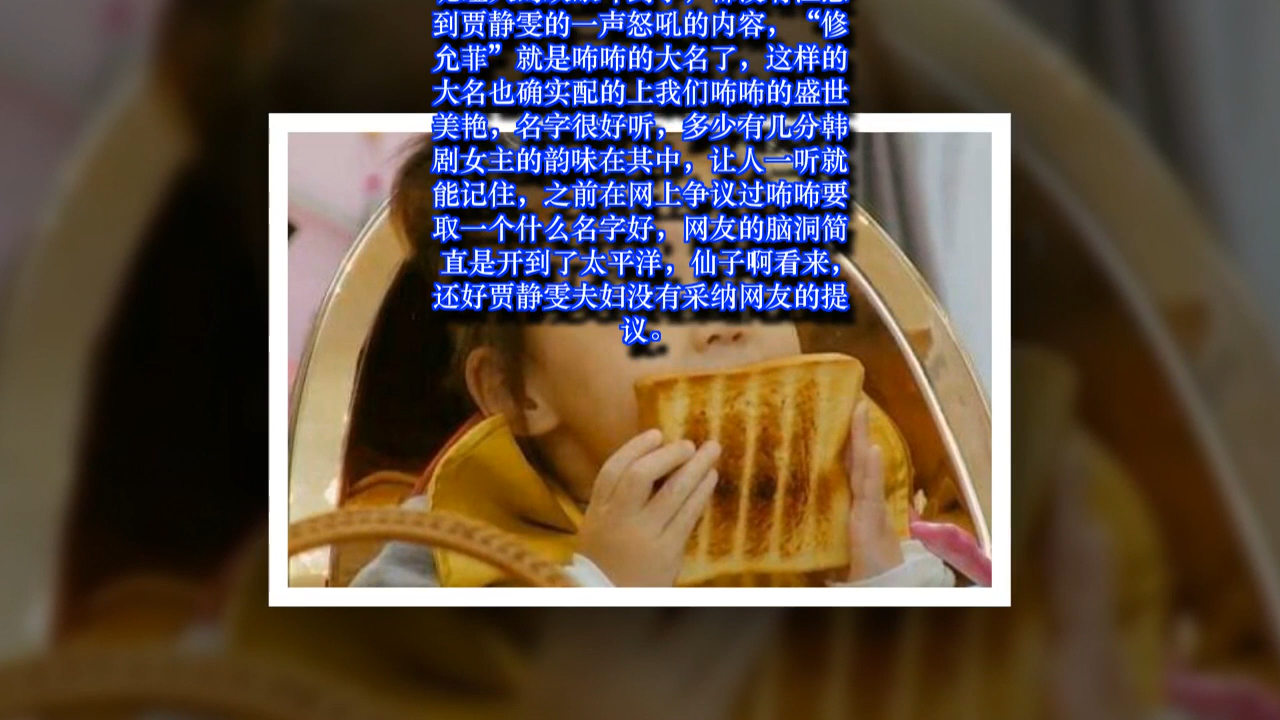 到贾静雯的一声怒吼的内容，“修
允菲”就是咘咘的大名了，这样的
大名也确实配的上我们咘咘的盛世
美艳，名字很好听，多少有几分韩
剧女主的韵味在其中，让人一听就
能记住，之前在网上争议过咘咘要
取一个什么名字好，网友的脑洞简
直是开到了太平洋，仙子啊看来，
还好贾静雯夫妇没有采纳网友的提
议。